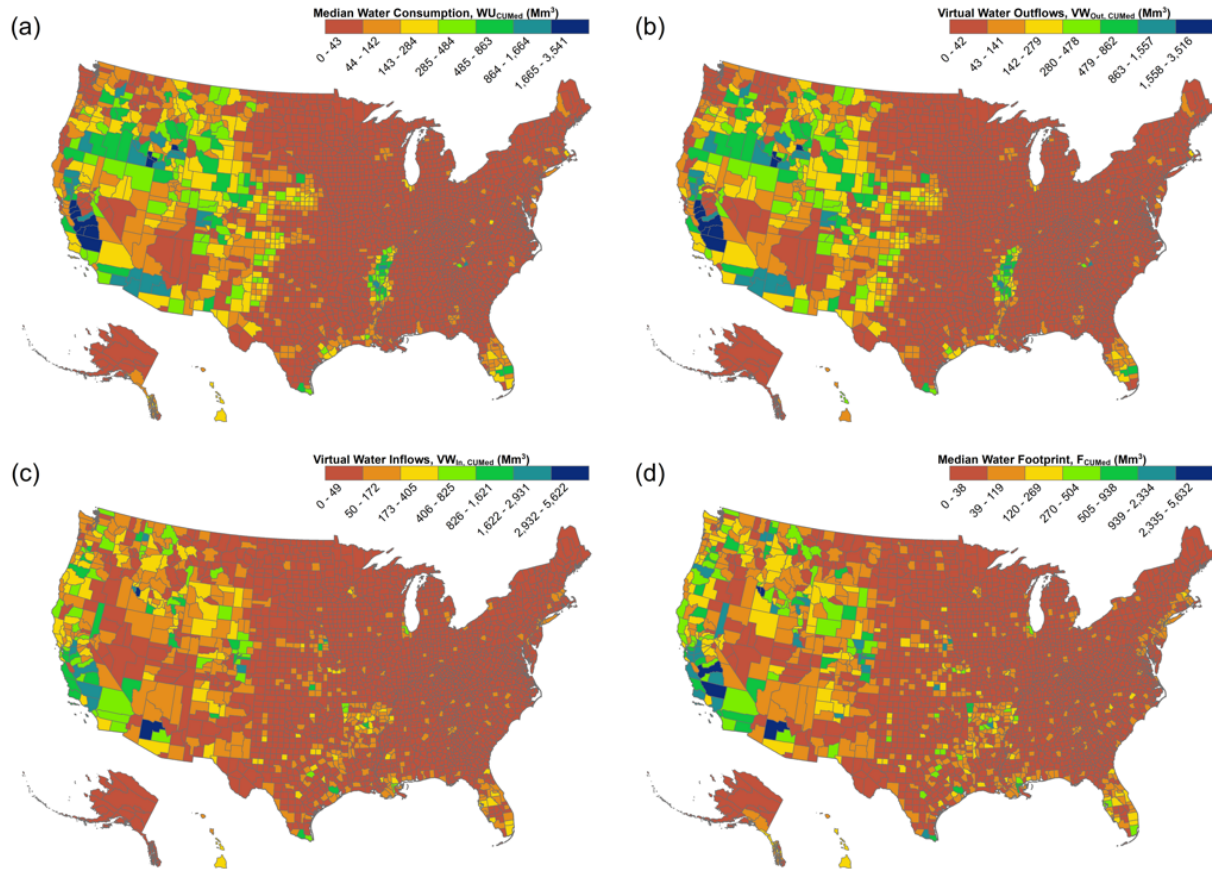 (a)
Median Water Consumption, WU_CUMed (Mm³)
0 - 43
44 - 142
143 - 284
285 - 484
485 - 863
864 - 1,664
1,665 - 3,541
(b)
Virtual Water Outflows, VW_Out, CUMed (Mm³)
0 - 42
43 - 141
142 - 279
280 - 478
479 - 862
863 - 1,557
1,558 - 3,516
(c)
Virtual Water Inflows, VW_In, CUMed (Mm³)
0 - 49
50 - 172
173 - 405
406 - 825
826 - 1,621
1,622 - 2,931
2,932 - 5,622
(d)
Median Water Footprint, F_CUMed (Mm³)
0 - 38
39 - 119
120 - 269
270 - 504
505 - 938
939 - 2,334
2,335 - 5,632